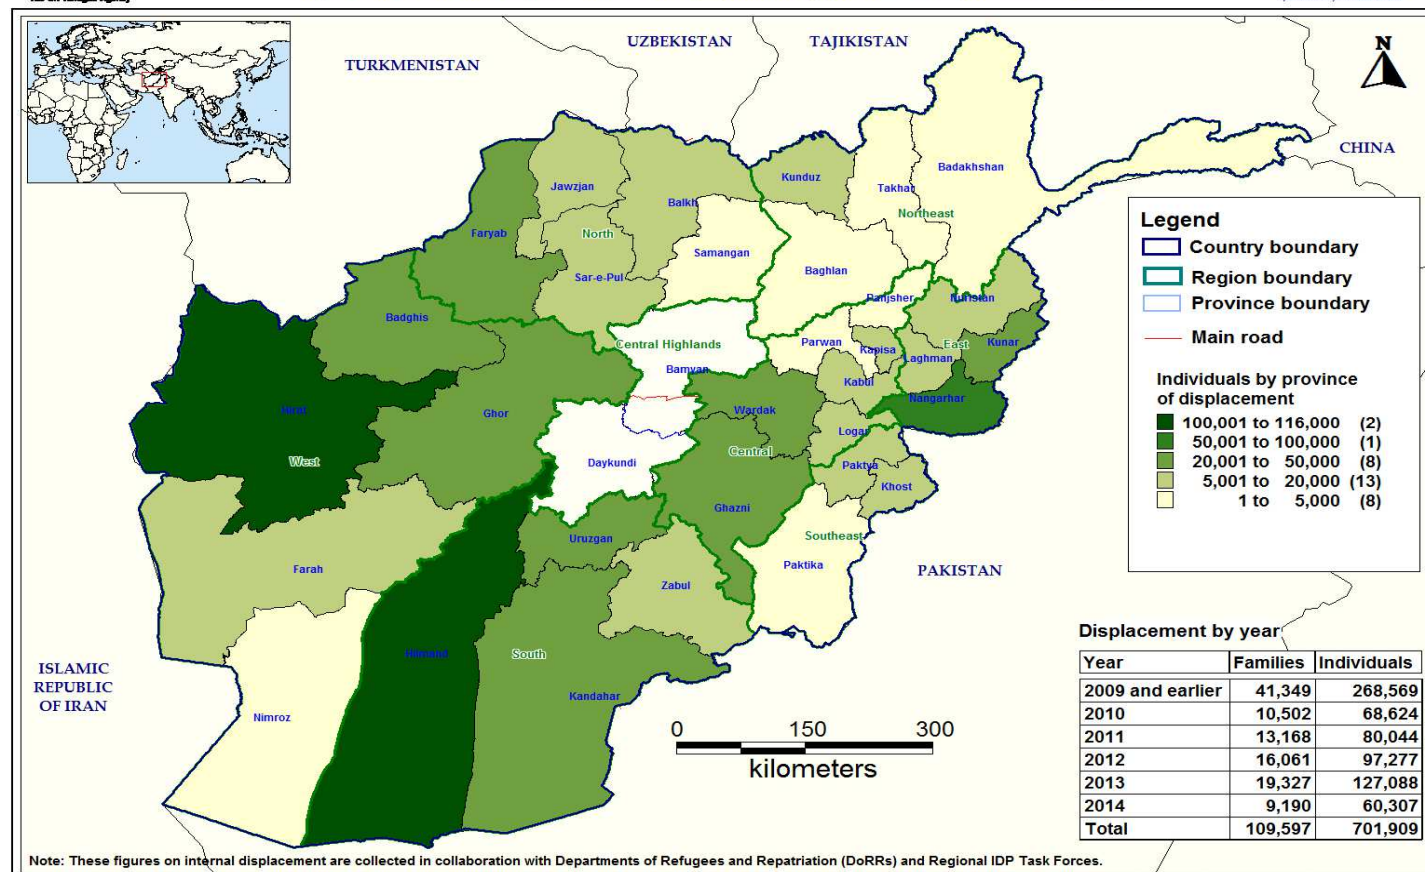 UZBEKISTAN
TAJIKISTAN
TURKMENISTAN
CHINA
ISLAMIC
REPUBLIC
OF IRAN
PAKISTAN
N
Jawzjan
Balkh
Kunduz
Takhar
Badakhshan
Northeast
Faryab
North
Samangan
Baghlan
Sar-e-Pul
Panjsher
Nuristan
Badghis
Central Highlands
Parwan
Kapisa
East
Kunar
Laghman
Bamyan
Kabul
Hirat
Ghor
Wardak
Nangarhar
West
Logar
Central
Daykundi
Paktya
Khost
Ghazni
Uruzgan
Southeast
Farah
Zabul
Paktika
Hilmand
South
Nimroz
Kandahar
Legend
Country boundary
Region boundary
Province boundary
Main road
Individuals by province
of displacement
100,001 to 116,000 (2)
50,001 to 100,000 (1)
20,001 to 50,000 (8)
5,001 to 20,000 (13)
1 to 5,000 (8)
0 150 300
kilometers
Displacement by year
Year Families Individuals
2009 and earlier 41,349 268,569
2010 10,502 68,624
2011 13,168 80,044
2012 16,061 97,277
2013 19,327 127,088
2014 9,190 60,307
Total 109,597 701,909
Note: These figures on internal displacement are collected in collaboration with Departments of Refugees and Repatriation (DoRRs) and Regional IDP Task Forces.